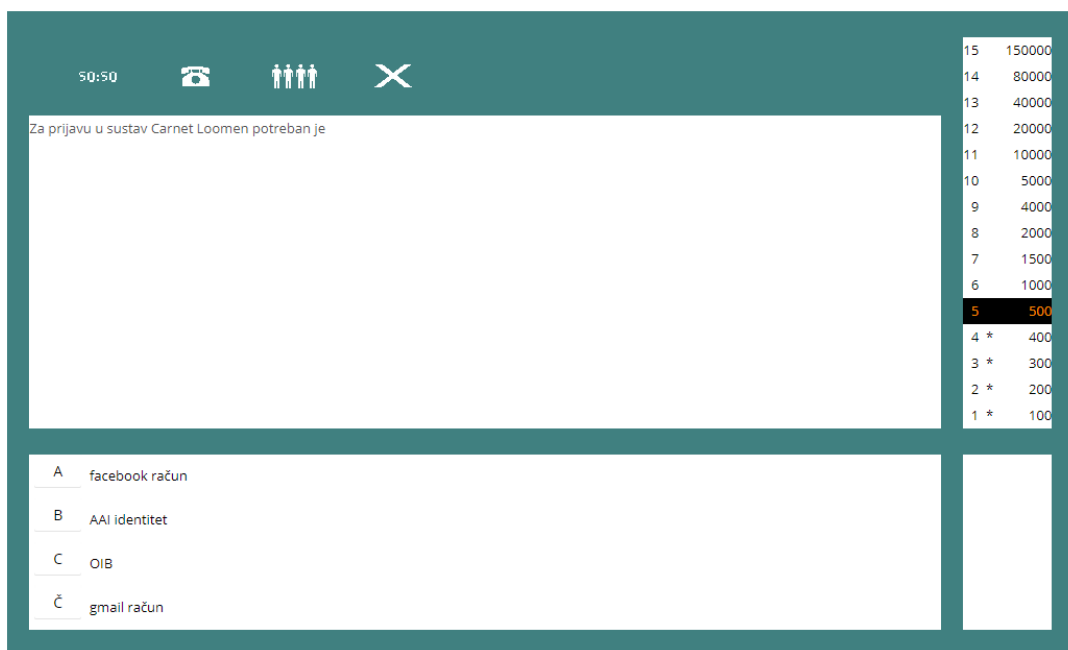 50:50
Za prijavu u sustav Carnet Loomen potreban je
15 150000
14 80000
13 40000
12 20000
11 10000
10 5000
9 4000
8 2000
7 1500
6 1000
5 500
4 * 400
3 * 300
2 * 200
1 * 100
A facebook račun
B AAI identitet
C OIB
Č gmail račun